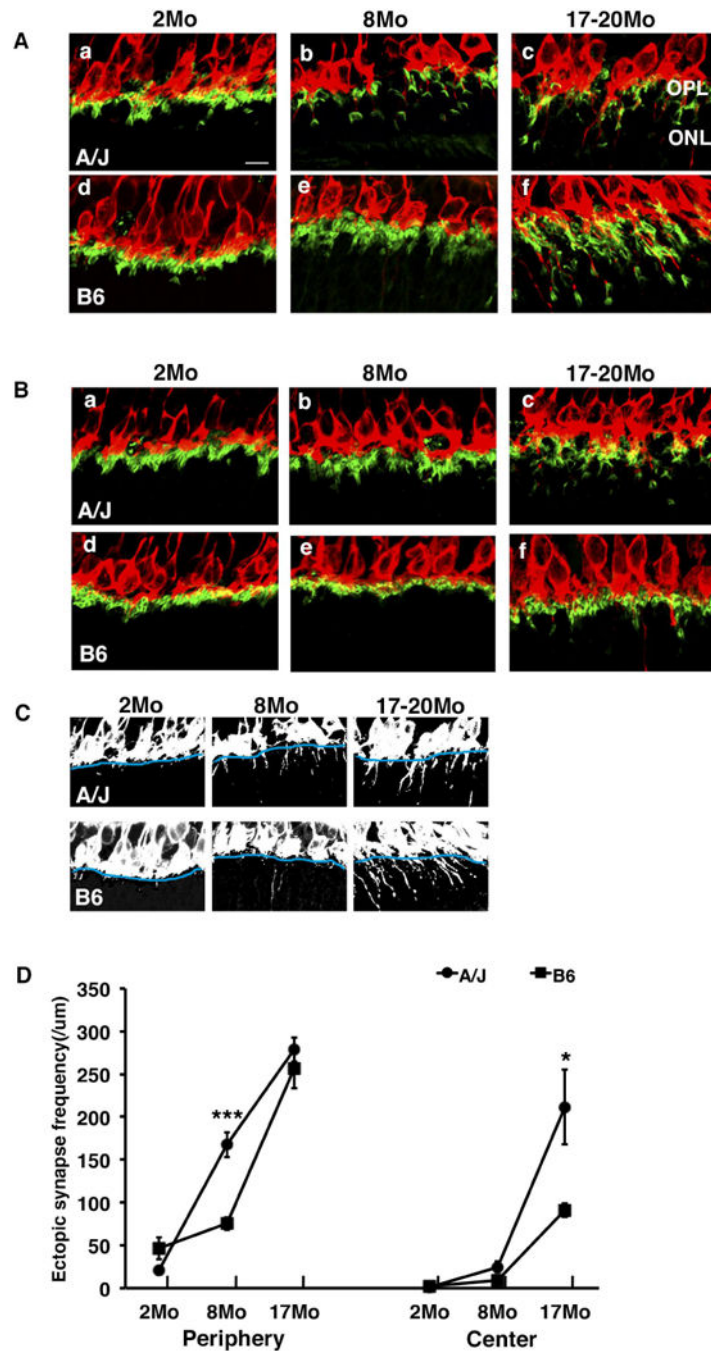 A
2Mo
8Mo
17-20Mo
a
b
c
OPL
ONL
A/J
d
e
f
B6
B
2Mo
8Mo
17-20Mo
a
b
c
A/J
d
e
f
B6
C
2Mo
8Mo
17-20Mo
A/J
B6
D
A/J
B6
Ectopic synapse frequency(/um)
350
300
250
200
150
100
50
0
***
*
2Mo
8Mo
17Mo
2Mo
8Mo
17Mo
Periphery
Center